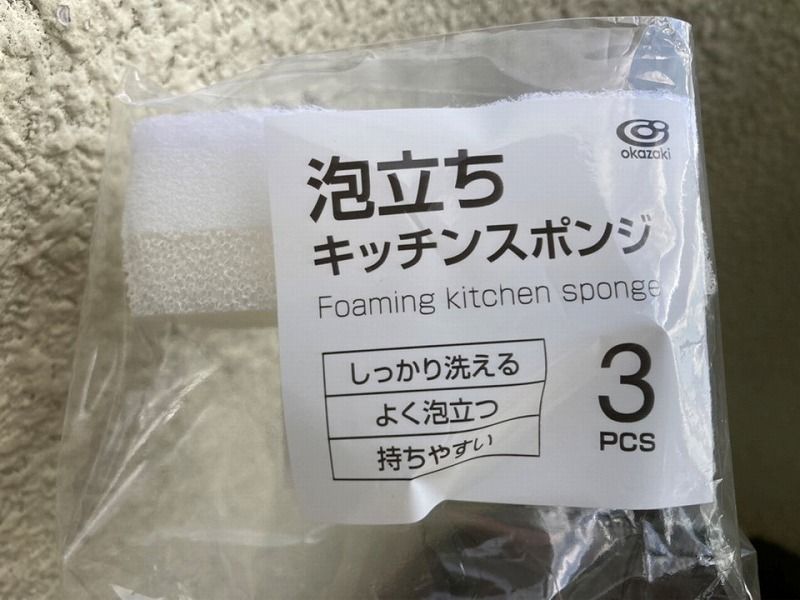 okazaki
泡立ち
キッチンスポンジ
Foaming kitchen sponge
しっかり洗える
よく泡立つ
持ちやすい
3
PCS